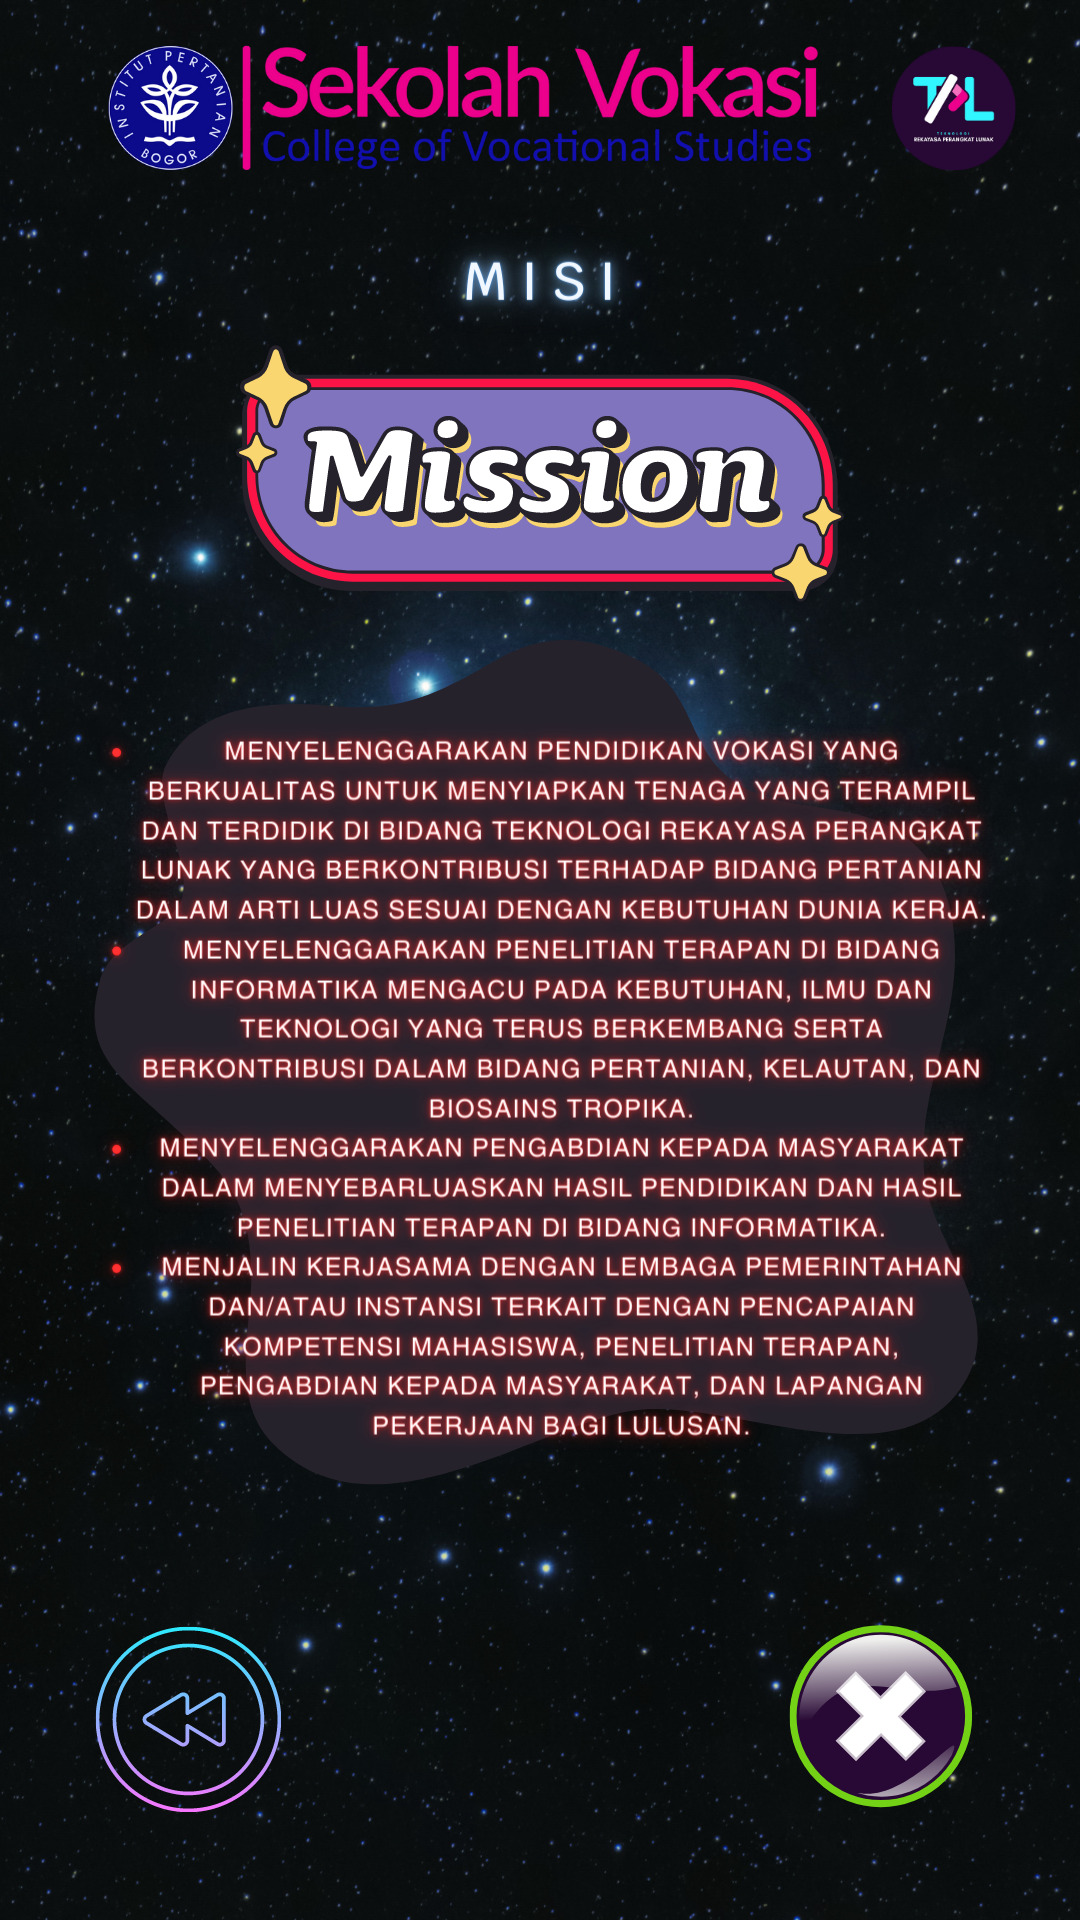 INSTITUT PERTANIAN
BOGOR
Sekolah Vokasi
College of Vocational Studies
TPL
TEKNOLOGI
REKAYASA PERANGKAT LUNAK
MISI
Mission
• MENYELENGGARAKAN PENDIDIKAN VOKASI YANG
BERKUALITAS UNTUK MENYIAPKAN TENAGA YANG TERAMPIL
DAN TERDIDIK DI BIDANG TEKNOLOGI REKAYASA PERANGKAT
LUNAK YANG BERKONTRIBUSI TERHADAP BIDANG PERTANIAN
DALAM ARTI LUAS SESUAI DENGAN KEBUTUHAN DUNIA KERJA.
• MENYELENGGARAKAN PENELITIAN TERAPAN DI BIDANG
INFORMATIKA MENGACU PADA KEBUTUHAN, ILMU DAN
TEKNOLOGI YANG TERUS BERKEMBANG SERTA
BERKONTRIBUSI DALAM BIDANG PERTANIAN, KELAUTAN, DAN
BIOSAINS TROPIKA.
• MENYELENGGARAKAN PENGABDIAN KEPADA MASYARAKAT
DALAM MENYEBARLUASKAN HASIL PENDIDIKAN DAN HASIL
PENELITIAN TERAPAN DI BIDANG INFORMATIKA.
• MENJALIN KERJASAMA DENGAN LEMBAGA PEMERINTAHAN
DAN/ATAU INSTANSI TERKAIT DENGAN PENCAPAIAN
KOMPETENSI MAHASISWA, PENELITIAN TERAPAN,
PENGABDIAN KEPADA MASYARAKAT, DAN LAPANGAN
PEKERJAAN BAGI LULUSAN.